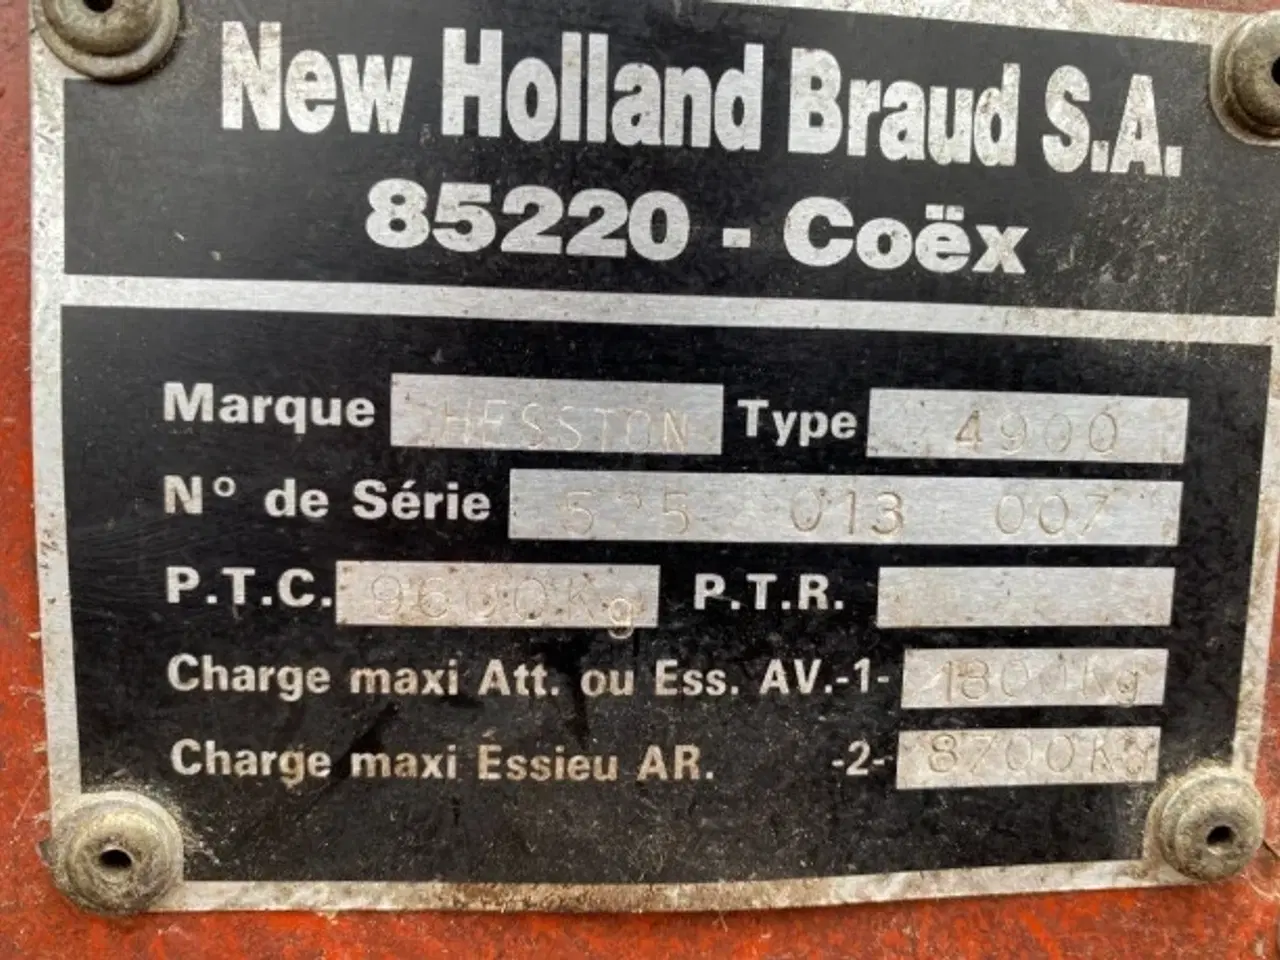 New Holland Braud S.A.
85220 - Coëx
Marque HESSTON Type 4900
N° de Série 013 007
P.T.C. 9600Kg P.T.R.
Charge maxi Att. ou Ess. AV.-1- 1800Kg
Charge maxi Essieu AR. -2- 8700KG